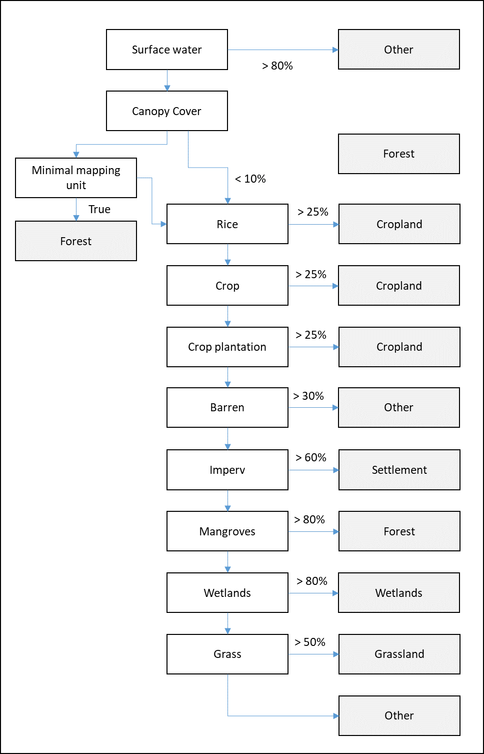 Surface water
Other
> 80%
Canopy Cover
Forest
Minimal mapping
unit
< 10%
True
Forest
Rice
> 25%
Cropland
Crop
> 25%
Cropland
Crop plantation
> 25%
Cropland
Barren
> 30%
Other
Imperv
> 60%
Settlement
Mangroves
> 80%
Forest
Wetlands
> 80%
Wetlands
Grass
> 50%
Grassland
Other